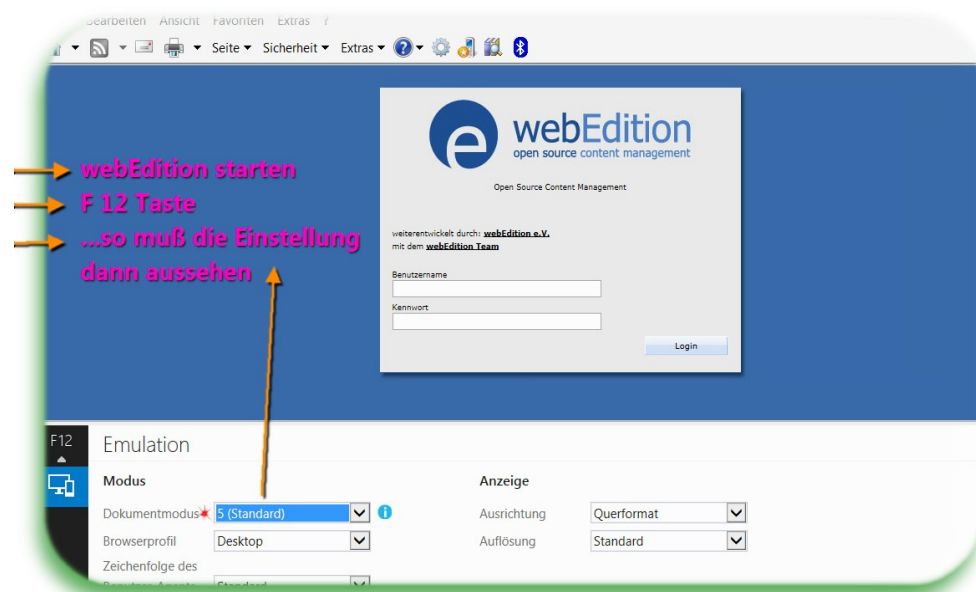 Bearbeiten Ansicht Favoriten Extras ?
Seite Sicherheit Extras
webEdition
open source content management
Open Source Content Management
webEdition starten
F 12 Taste
...so muß die Einstellung
dann aussehen
weiterentwickelt durch: webEdition e.V.
mit dem webEdition Team
Benutzername
Kennwort
Login
F12
Emulation
Modus
Anzeige
Dokumentmodus 5 (Standard)
Ausrichtung Querformat
Browserprofil Desktop
Auflösung Standard
Zeichenfolge des
Standard